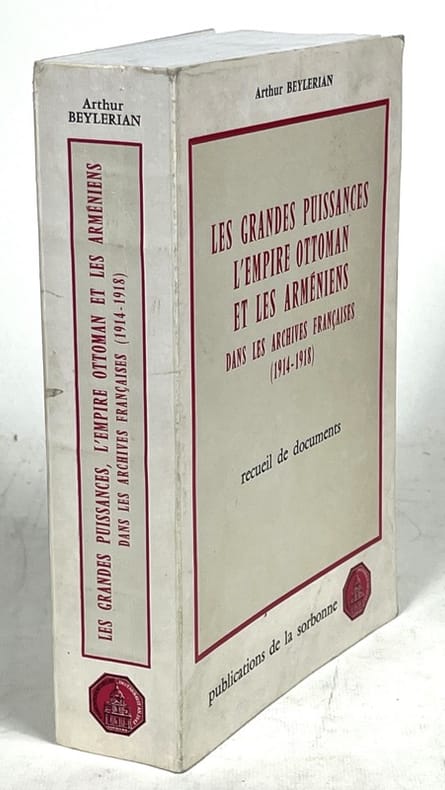 Arthur
BEYLERIAN
LES GRANDES PUISSANCES, L'EMPIRE OTTOMAN ET LES ARMÉNIENS
DANS LES ARCHIVES FRANÇAISES (1914-1918)
Arthur BEYLERIAN
LES GRANDES PUISSANCES
L'EMPIRE OTTOMAN
ET LES ARMÉNIENS
DANS LES ARCHIVES FRANÇAISES
(1914-1918)
recueil de documents
publications de la sorbonne